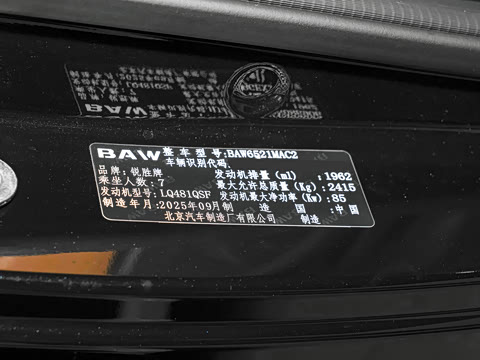 BAW 整车型号:BAW6521MAC2
车辆识别代码:
品牌:锐胜牌 发动机排量(ml) :1962
乘坐人数:7 最大允许总质量(Kg) :2415
发动机型号:LQ481QSF 发动机最大净功率(Kw) :85
制造年月:2025年09月制 造 国 :中国
北京汽车制造厂有限公司 制造